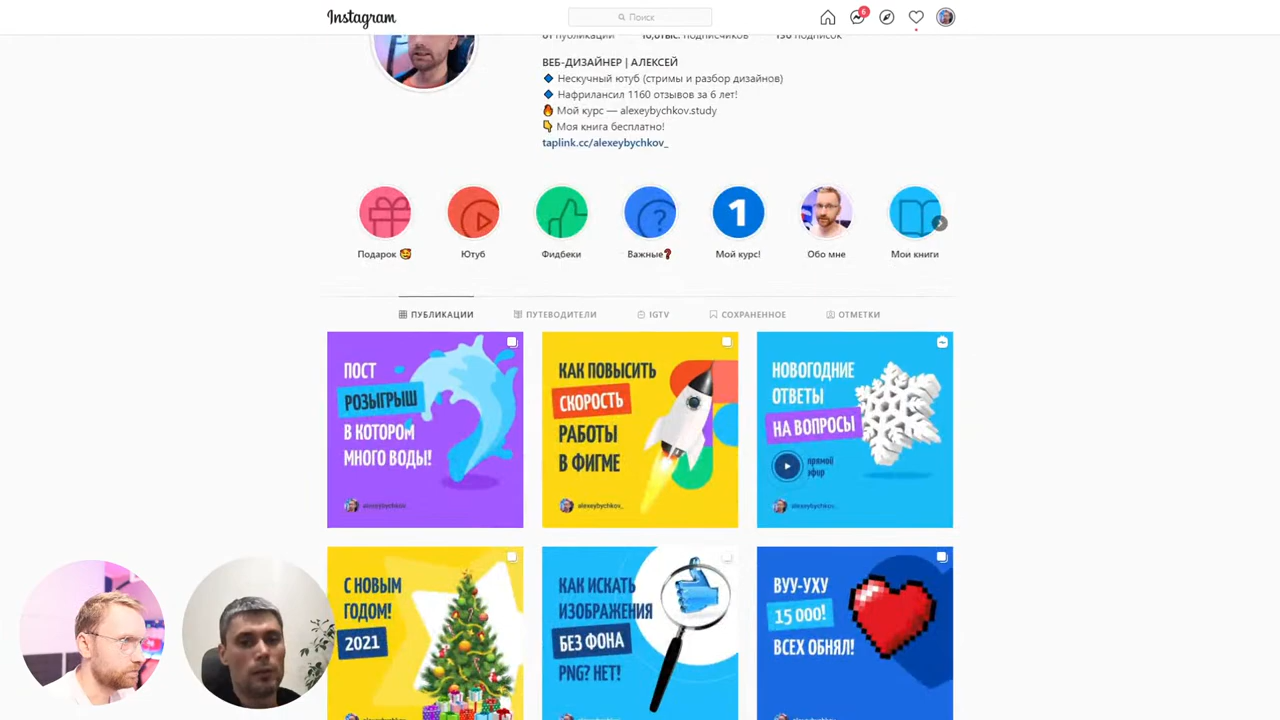 Instagram
Поиск
6
ВЕБ-ДИЗАЙНЕР | АЛЕКСЕЙ
Нескучный ютуб (стримы и разбор дизайнов)
Нафрилансил 1160 отзывов за 6 лет!
Мой курс — alexeybychkov.study
Моя книга бесплатно!
taplink.cc/alexeybychkov_
1
Подарок
Ютуб
Фидбеки
Важные
Мой курс!
Обо мне
Мои книги
ПУБЛИКАЦИИ
ПУТЕВОДИТЕЛИ
IGTV
СОХРАНЕННОЕ
ОТМЕТКИ
ПОСТ
РОЗЫГРЫШ
В КОТОРОМ
МНОГО ВОДЫ!
alexeybychkov_
КАК ПОВЫСИТЬ
СКОРОСТЬ
РАБОТЫ
В ФИГМЕ
alexeybychkov_
НОВОГОДНИЕ
ОТВЕТЫ
НА ВОПРОСЫ
прямой
эфир
alexeybychkov_
С НОВЫМ
ГОДОМ!
2021
КАК ИСКАТЬ
ИЗОБРАЖЕНИЯ
БЕЗ ФОНА
PNG? НЕТ!
ВУУ-УХУ
15 000!
ВСЕХ ОБНЯЛ!